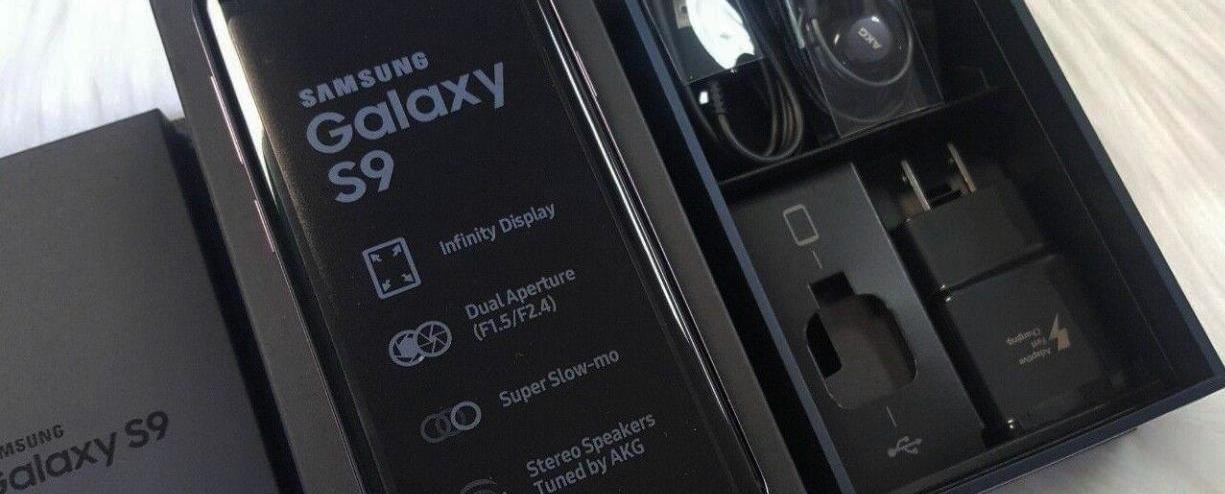 SAMSUNG
Galaxy
S9
Infinity Display
Dual Aperture
(F1.5/F2.4)
Super Slow-mo
Stereo Speakers
Tuned by AKG
AMSUNG
Galaxy S9
AKG
Adaptive
Fast
Charging